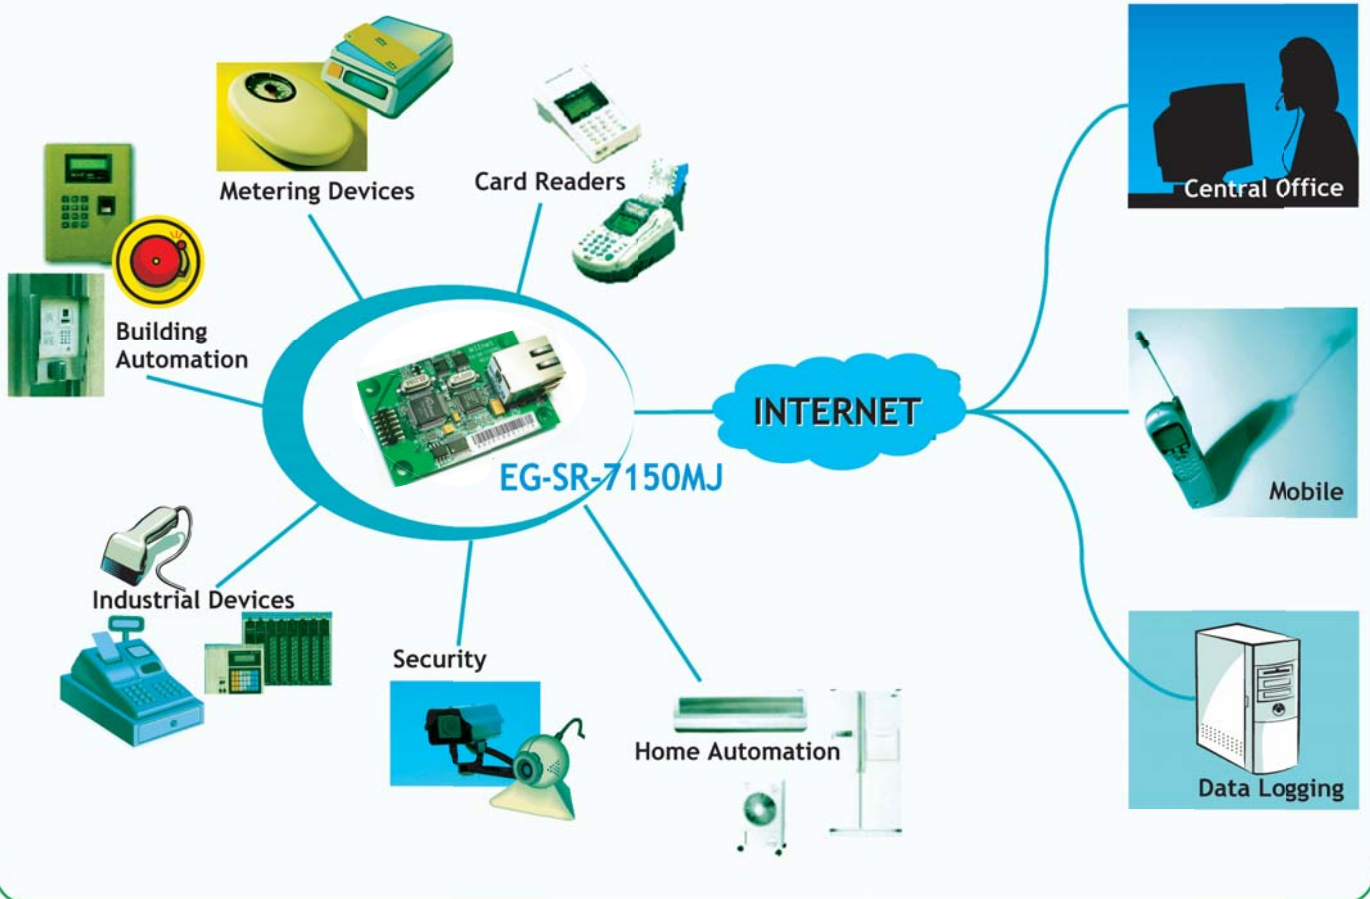 Metering Devices
Card Readers
Central Office
Building
Automation
INTERNET
EG-SR-7150MJ
Mobile
Industrial Devices
Security
Home Automation
Data Logging